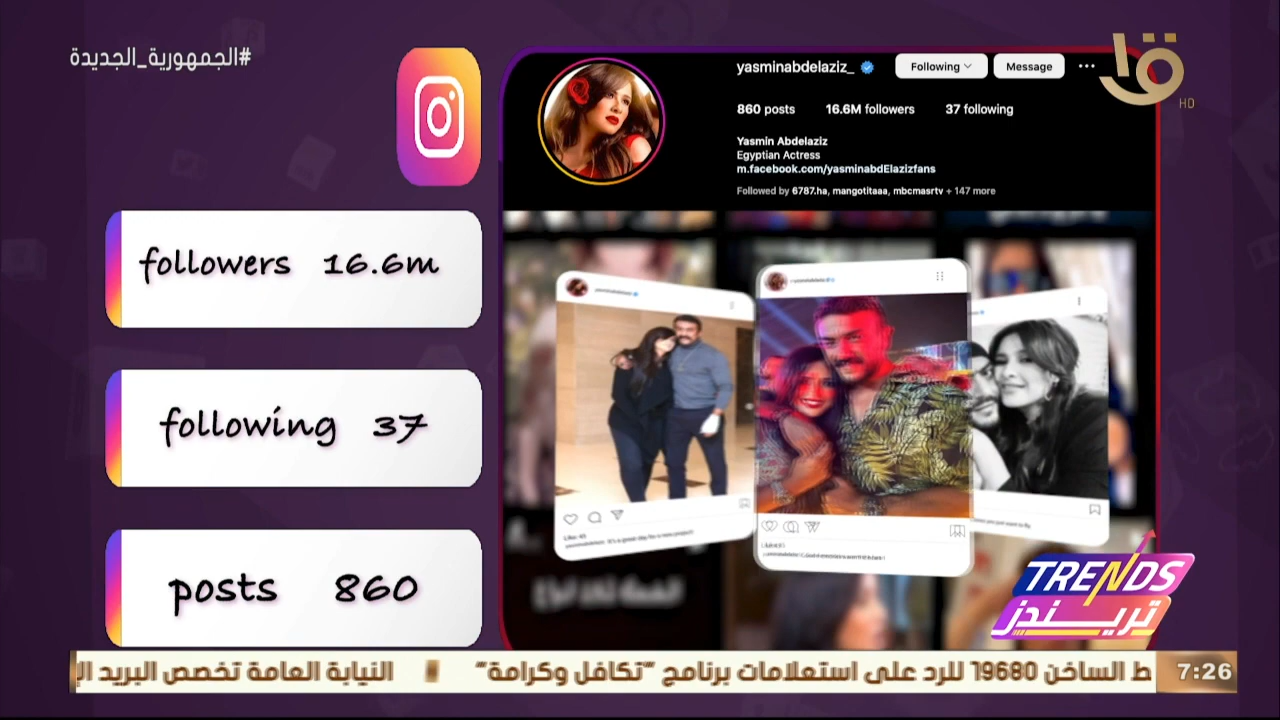 #الجمهورية_الجديدة
HD
yasminabdelaziz_
Following
Message
860 posts 16.6M followers 37 following
Yasmin Abdelaziz
Egyptian Actress
m.facebook.com/yasminabdElazizfans
Followed by 6787.ha, mangotitaaa, mbcmasrtv + 147 more
followers 16.6m
following 37
posts 860
TRENDS
تريندز
ط الساخن 19680 للرد على استعلامات برنامج "تكافل وكرامة" النيابة العامة تخصص البريد الإ
7:26